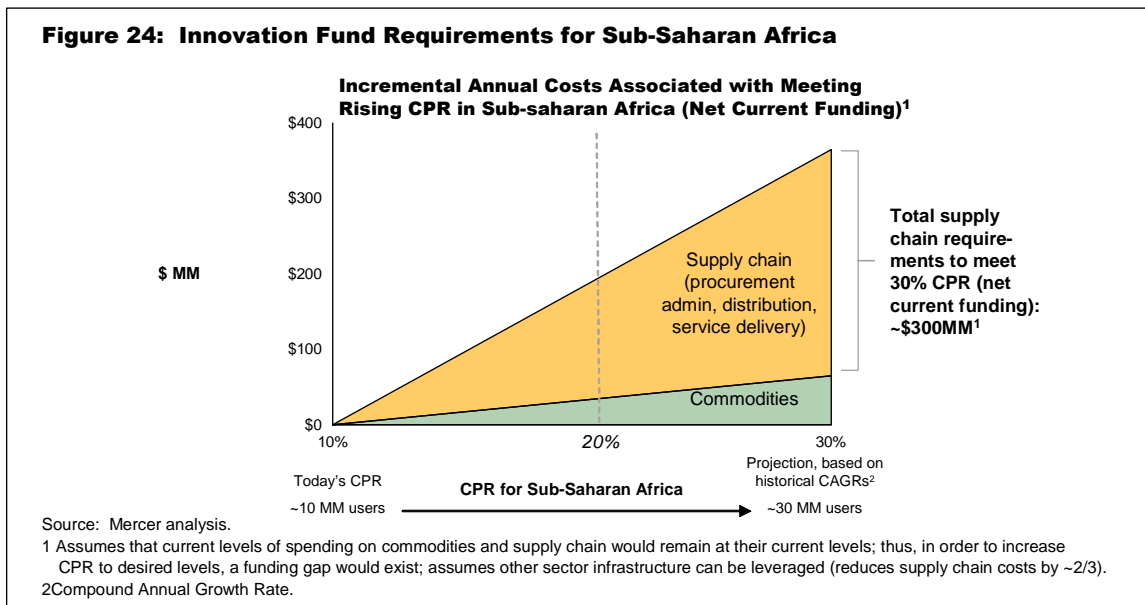 Figure 24:  Innovation Fund Requirements for Sub-Saharan Africa
Incremental Annual Costs Associated with Meeting
Rising CPR in Sub-saharan Africa (Net Current Funding)1
$400
$300
$200
$100
$0
$ MM
Supply chain
(procurement
admin, distribution,
service delivery)
Commodities
Total supply
chain require-
ments to meet
30% CPR (net
current funding):
~$300MM1
10%
20%
30%
Today's CPR
~10 MM users
CPR for Sub-Saharan Africa
Projection, based on
historical CAGRs2
~30 MM users
Source:  Mercer analysis.
1 Assumes that current levels of spending on commodities and supply chain would remain at their current levels; thus, in order to increase
CPR to desired levels, a funding gap would exist; assumes other sector infrastructure can be leveraged (reduces supply chain costs by ~2/3).
2Compound Annual Growth Rate.